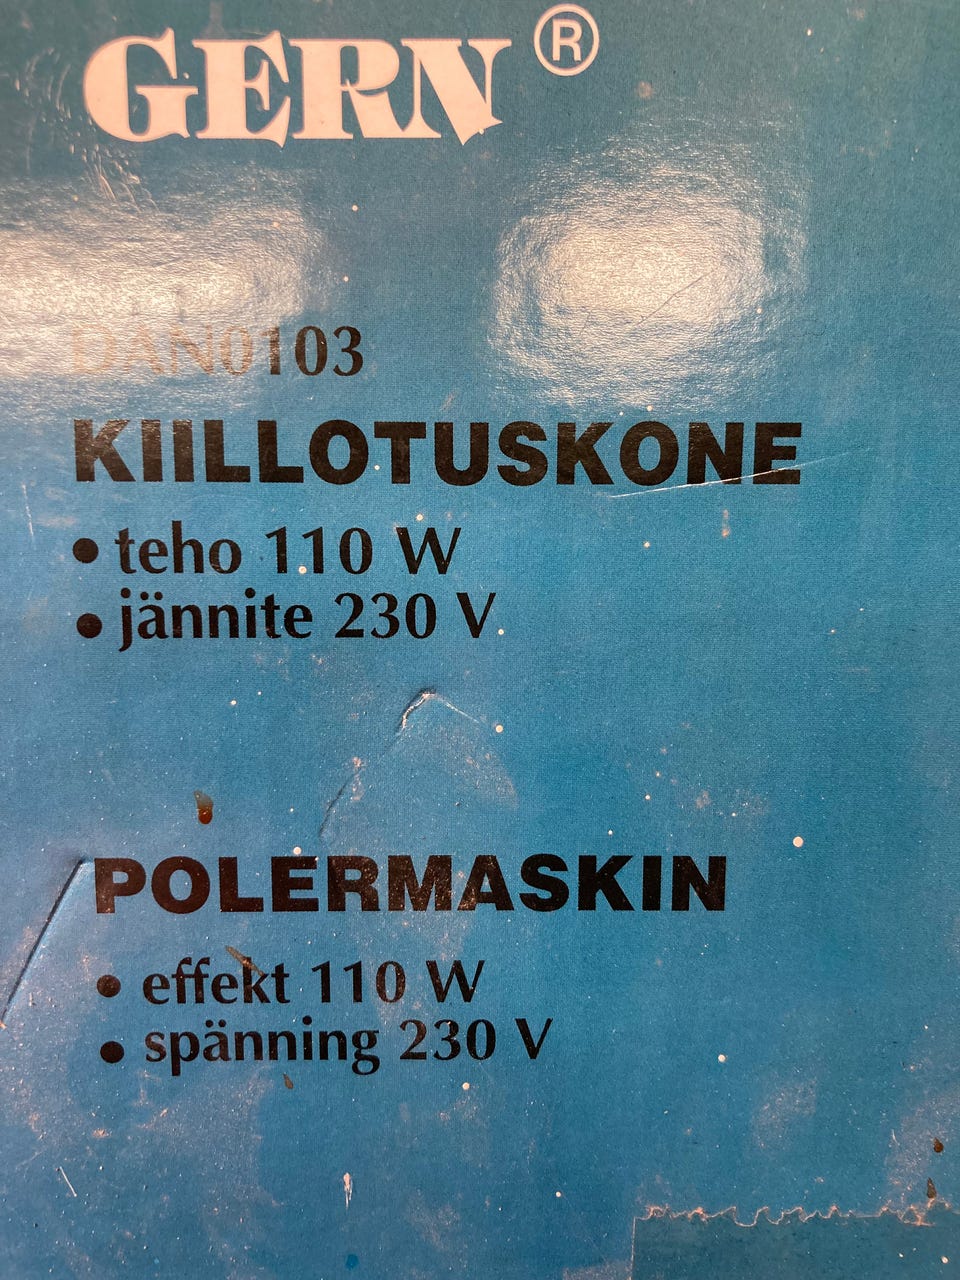 GERN ®
DAN0103
KIILLOTUSKONE
• teho 110 W
• jännite 230 V
POLERMASKIN
• effekt 110 W
• spänning 230 V